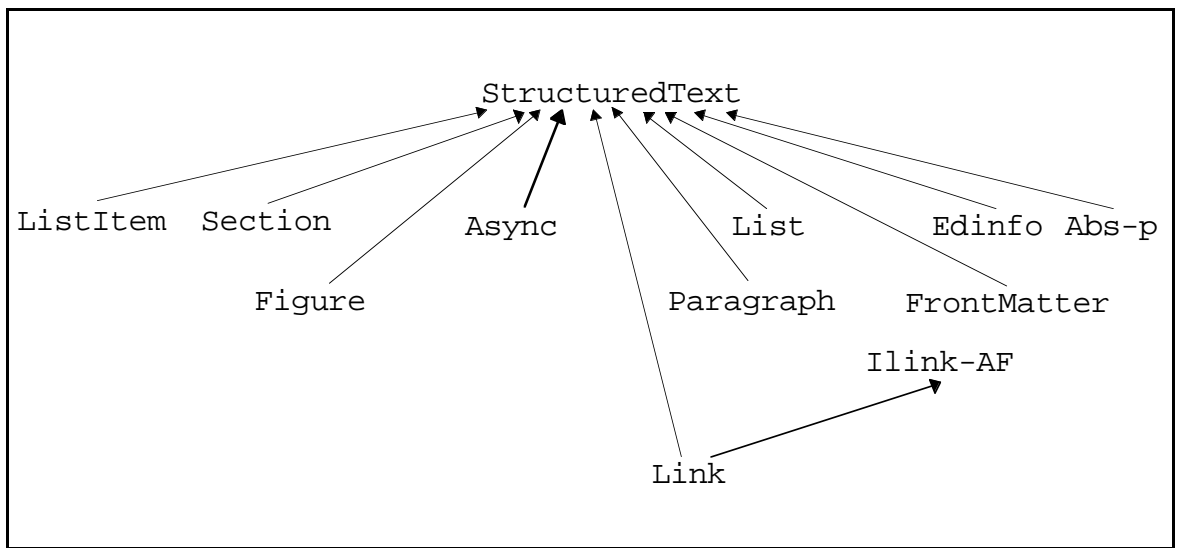 StructuredText
ListItem Section Async List Edinfo Abs-p
Figure Paragraph FrontMatter
Ilink-AF
Link